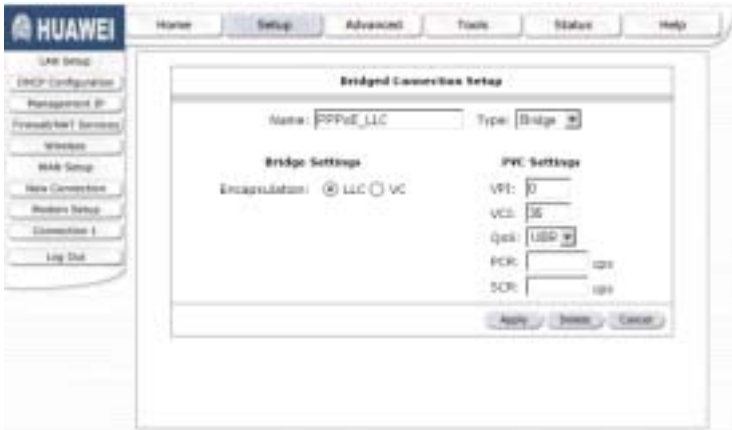 HUAWEI
Home Setup Advanced Tools Status Help
LAN Setup
DHCP Configuration
Management IP
Firewall/NAT Services
Wireless
WAN Setup
New Connection
Modem Setup
Connection 1
Log Out
Bridged Connection Setup
Name: PPPoE_LLC Type: Bridge
Bridge Settings PVC Settings
Encapsulation: LLC VC
VPI: 0
VCI: 35
QoS: UBR
PCR: cps
SCR: cps
Apply Delete Cancel